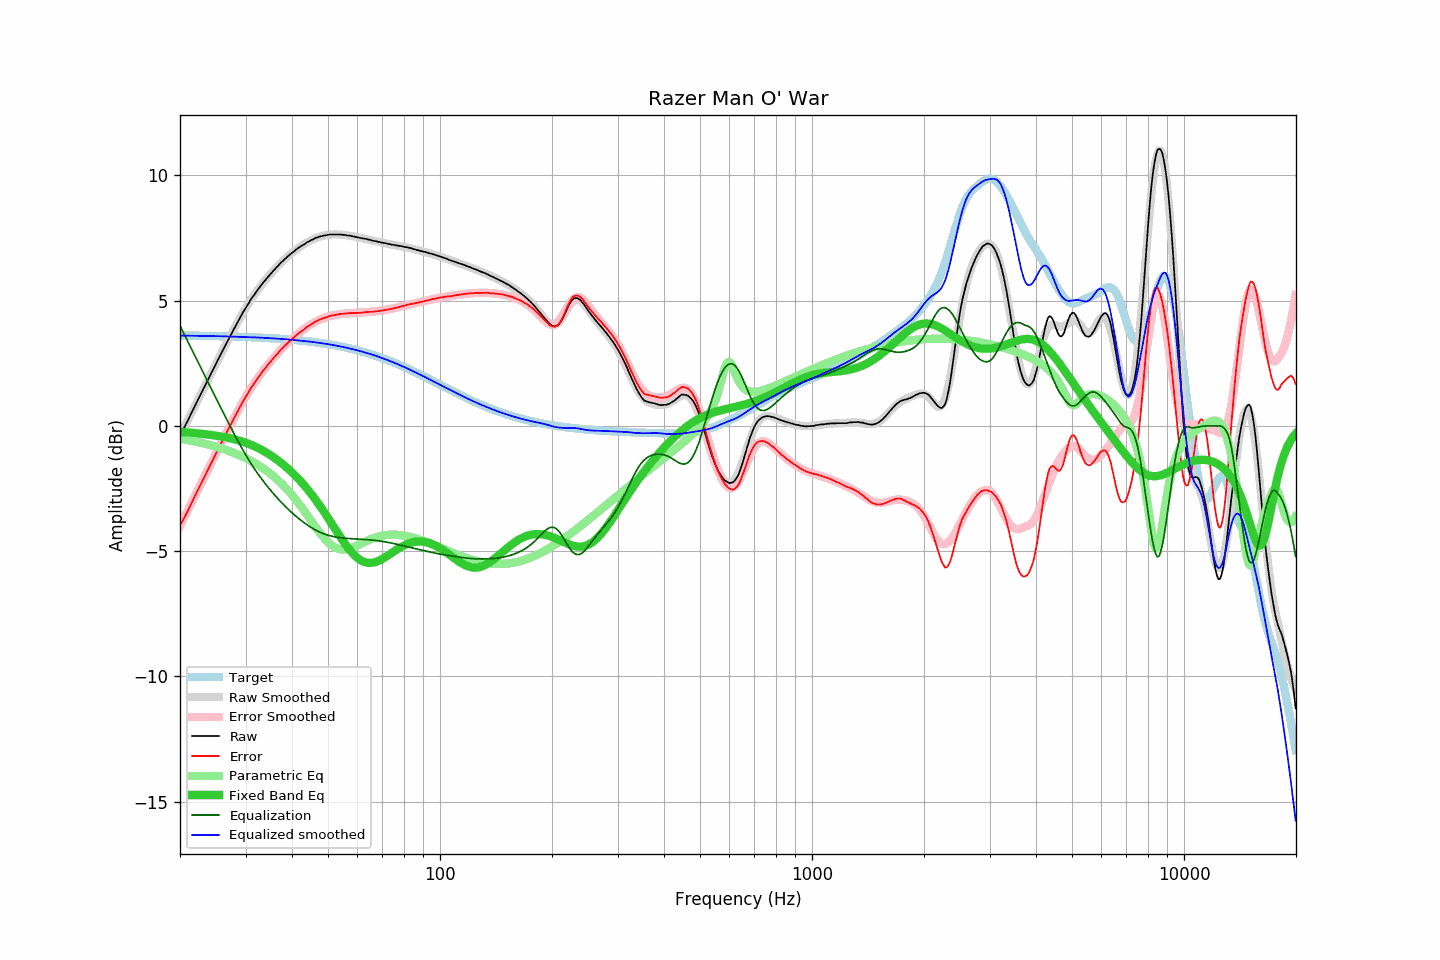 Razer Man O' War
Amplitude (dBr)
10
5
0
−5
−10
−15
Target
Raw Smoothed
Error Smoothed
Raw
Error
Parametric Eq
Fixed Band Eq
Equalization
Equalized smoothed
100 1000 10000
Frequency (Hz)